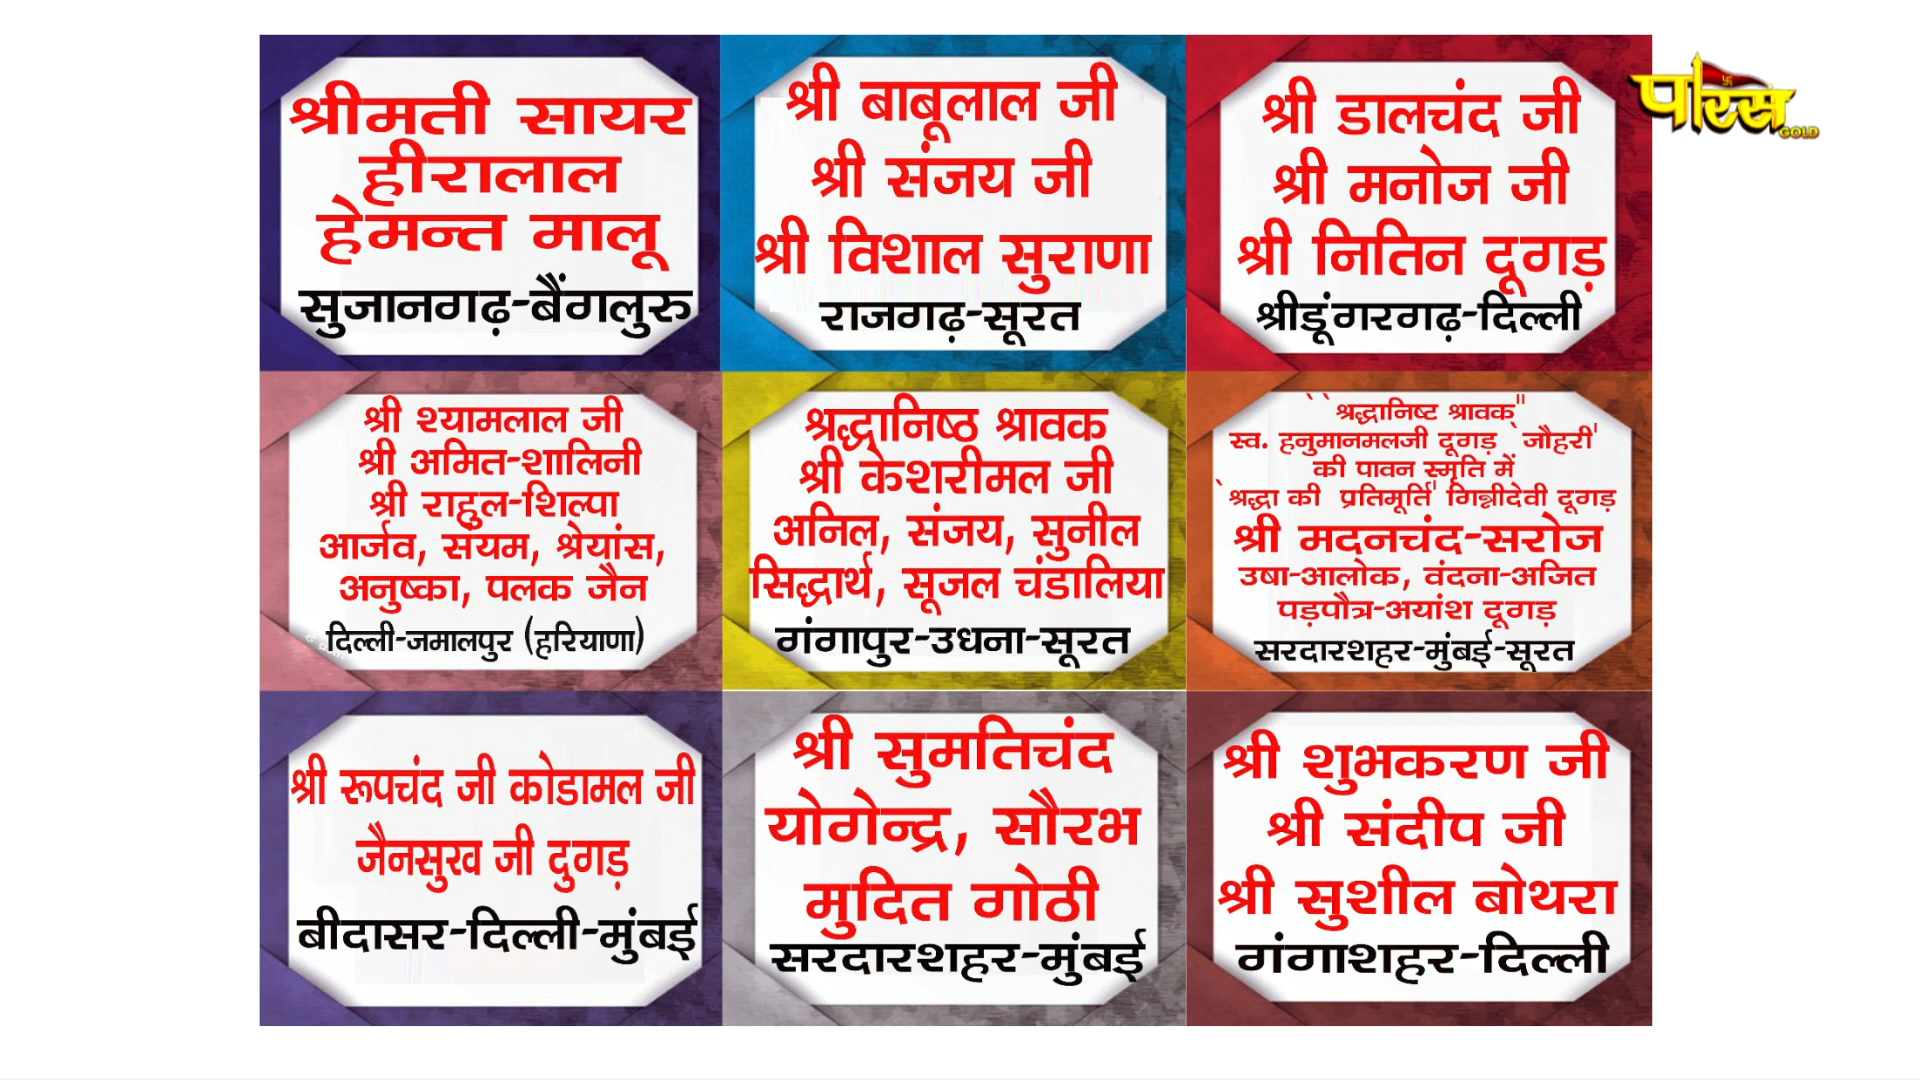 श्रीमती सायर
हीरालाल
हेमन्त मालू
सुजानगढ़-बैंगलुरु
श्री बाबूलाल जी
श्री संजय जी
श्री विशाल सुराणा
राजगढ़-सूरत
श्री डालचंद जी
श्री मनोज जी
श्री नितिन दूगड़
श्रीडूंगरगढ़-दिल्ली
पारस
GOLD
श्री श्यामलाल जी
श्री अमित-शालिनी
श्री राहुल-शिल्पा
आर्जव, संयम, श्रेयांस,
अनुष्का, पलक जैन
दिल्ली-जमालपुर (हरियाणा)
श्रद्धानिष्ठ श्रावक
श्री केशरीमल जी
अनिल, संजय, सुनील
सिद्धार्थ, सूजल चंडालिया
गंगापुर-उधना-सूरत
``श्रद्धानिष्ट श्रावक"
स्व. हनुमानमलजी दूगड़ `जौहरी'
की पावन स्मृति में
`श्रद्धा की प्रतिमूर्ति' गिन्नीदेवी दूगड़
श्री मदनचंद-सरोज
उषा-आलोक, वंदना-अजित
पड़पौत्र-अयांश दूगड़
सरदारशहर-मुंबई-सूरत
श्री रूपचंद जी कोडामल जी
जैनसुख जी दुगड़
बीदासर-दिल्ली-मुंबई
श्री सुमतिचंद
योगेन्द्र, सौरभ
मुदित गोठी
सरदारशहर-मुंबई
श्री शुभकरण जी
श्री संदीप जी
श्री सुशील बोथरा
गंगाशहर-दिल्ली